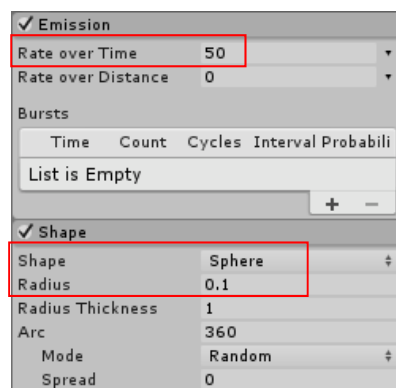 Emission
Rate over Time 50
Rate over Distance 0
Bursts
Time Count Cycles Interval Probabili
List is Empty
+ −
Shape
Shape Sphere
Radius 0.1
Radius Thickness 1
Arc 360
Mode Random
Spread 0